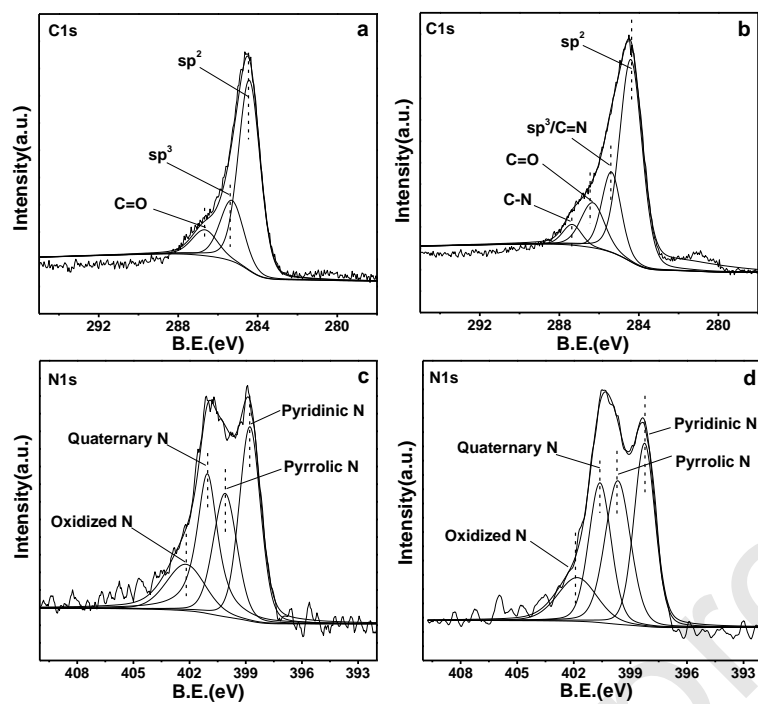 C1s
a
sp²
sp³
C=O
Intensity(a.u.)
292 288 284 280
B.E.(eV)
C1s
b
sp²
sp³/C=N
C=O
C-N
Intensity(a.u.)
292 288 284 280
B.E.(eV)
N1s
c
Pyridinic N
Quaternary N
Pyrrolic N
Oxidized N
Intensity(a.u.)
408 405 402 399 396 393
B.E.(eV)
N1s
d
Pyridinic N
Quaternary N
Pyrrolic N
Oxidized N
Intensity(a.u.)
408 405 402 399 396 393
B.E.(eV)